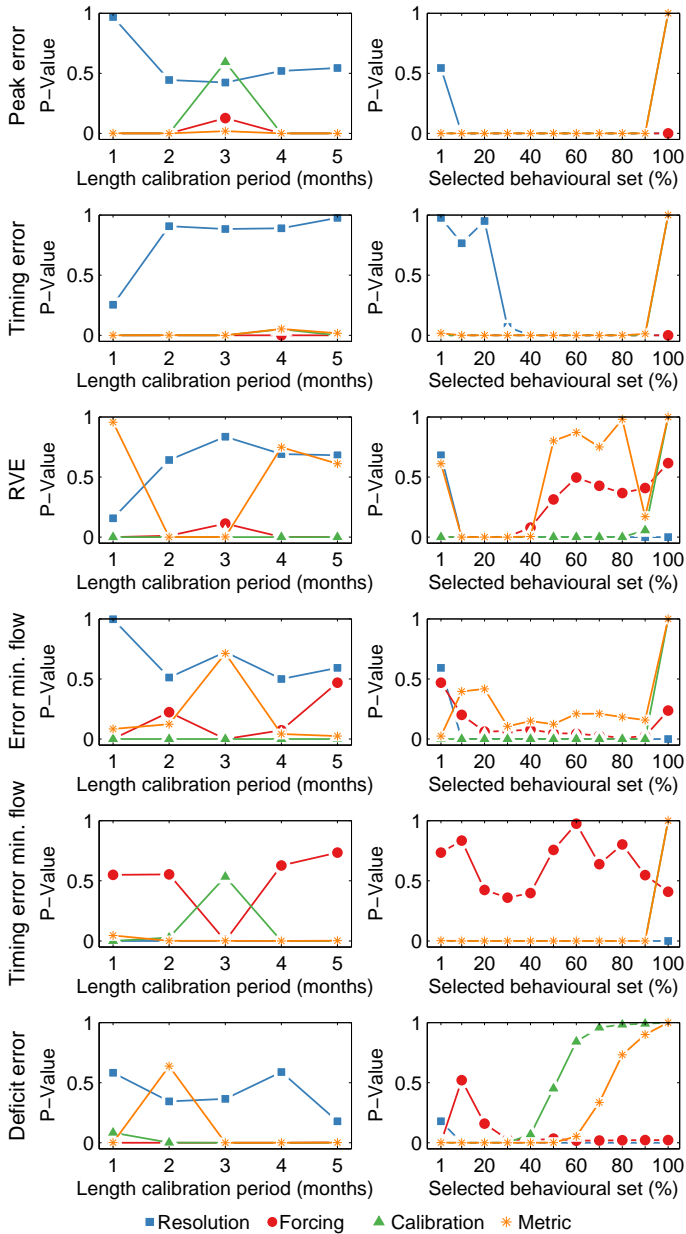 Peak error
P-Value
1
0.5
0
1 2 3 4 5
Length calibration period (months)
P-Value
1
0.5
0
1 20 40 60 80 100
Selected behavioural set (%)
Timing error
P-Value
1
0.5
0
1 2 3 4 5
Length calibration period (months)
P-Value
1
0.5
0
1 20 40 60 80 100
Selected behavioural set (%)
RVE
P-Value
1
0.5
0
1 2 3 4 5
Length calibration period (months)
P-Value
1
0.5
0
1 20 40 60 80 100
Selected behavioural set (%)
Error min. flow
P-Value
1
0.5
0
1 2 3 4 5
Length calibration period (months)
P-Value
1
0.5
0
1 20 40 60 80 100
Selected behavioural set (%)
Timing error min. flow
P-Value
1
0.5
0
1 2 3 4 5
Length calibration period (months)
P-Value
1
0.5
0
1 20 40 60 80 100
Selected behavioural set (%)
Deficit error
P-Value
1
0.5
0
1 2 3 4 5
Length calibration period (months)
P-Value
1
0.5
0
1 20 40 60 80 100
Selected behavioural set (%)
Resolution Forcing Calibration Metric